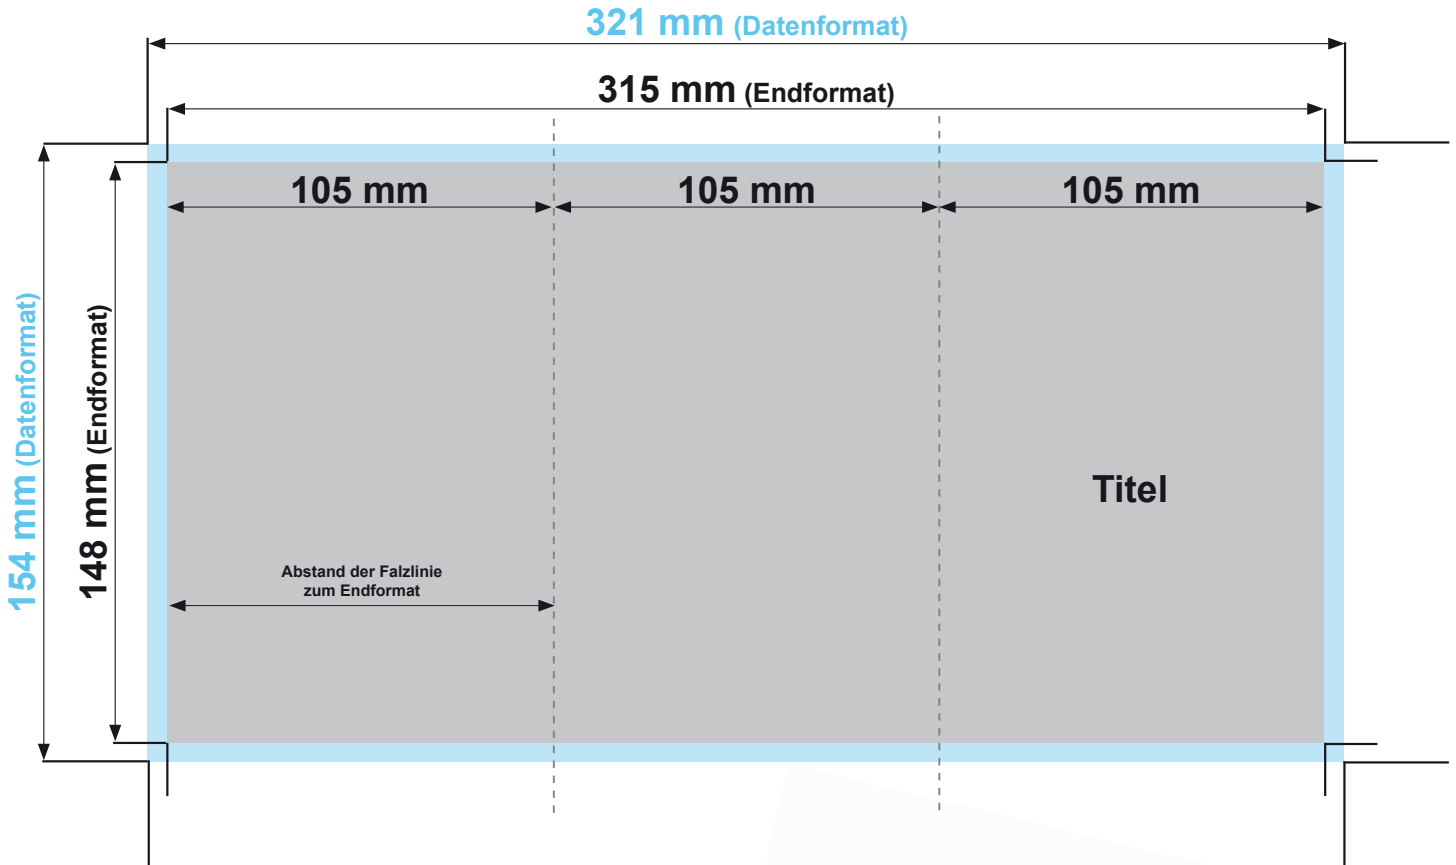 321 mm (Datenformat)
315 mm (Endformat)
105 mm
105 mm
105 mm
154 mm (Datenformat)
148 mm (Endformat)
Titel
Abstand der Falzlinie
zum Endformat